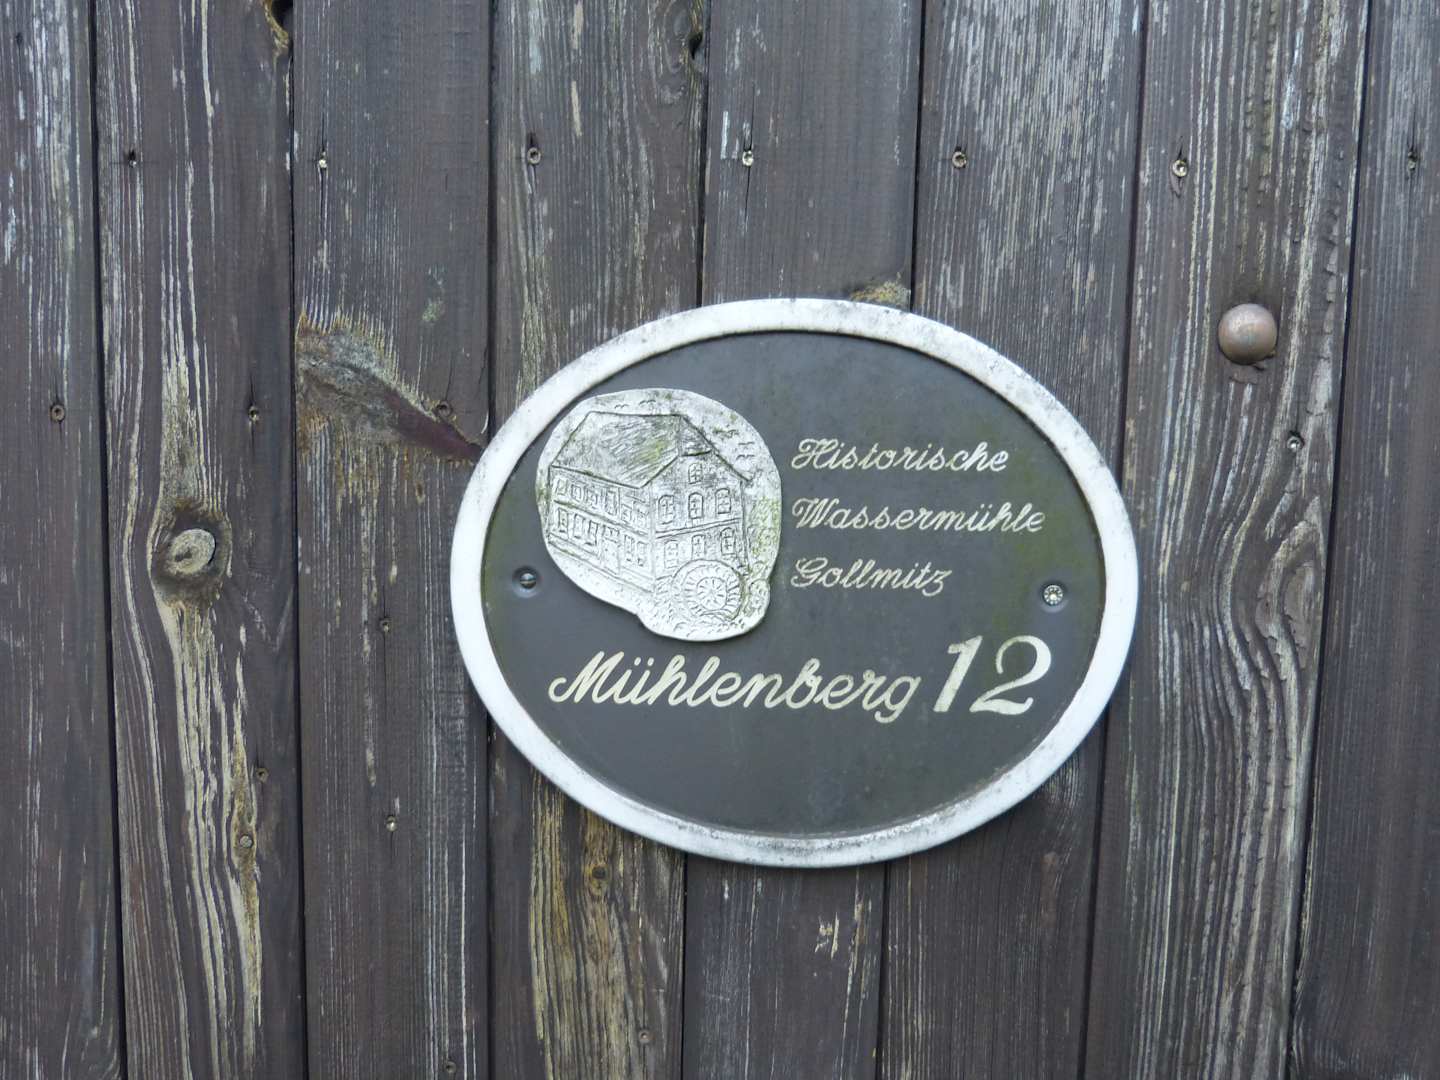 Historische
Wassermühle
Gollmitz
Mühlenberg 12